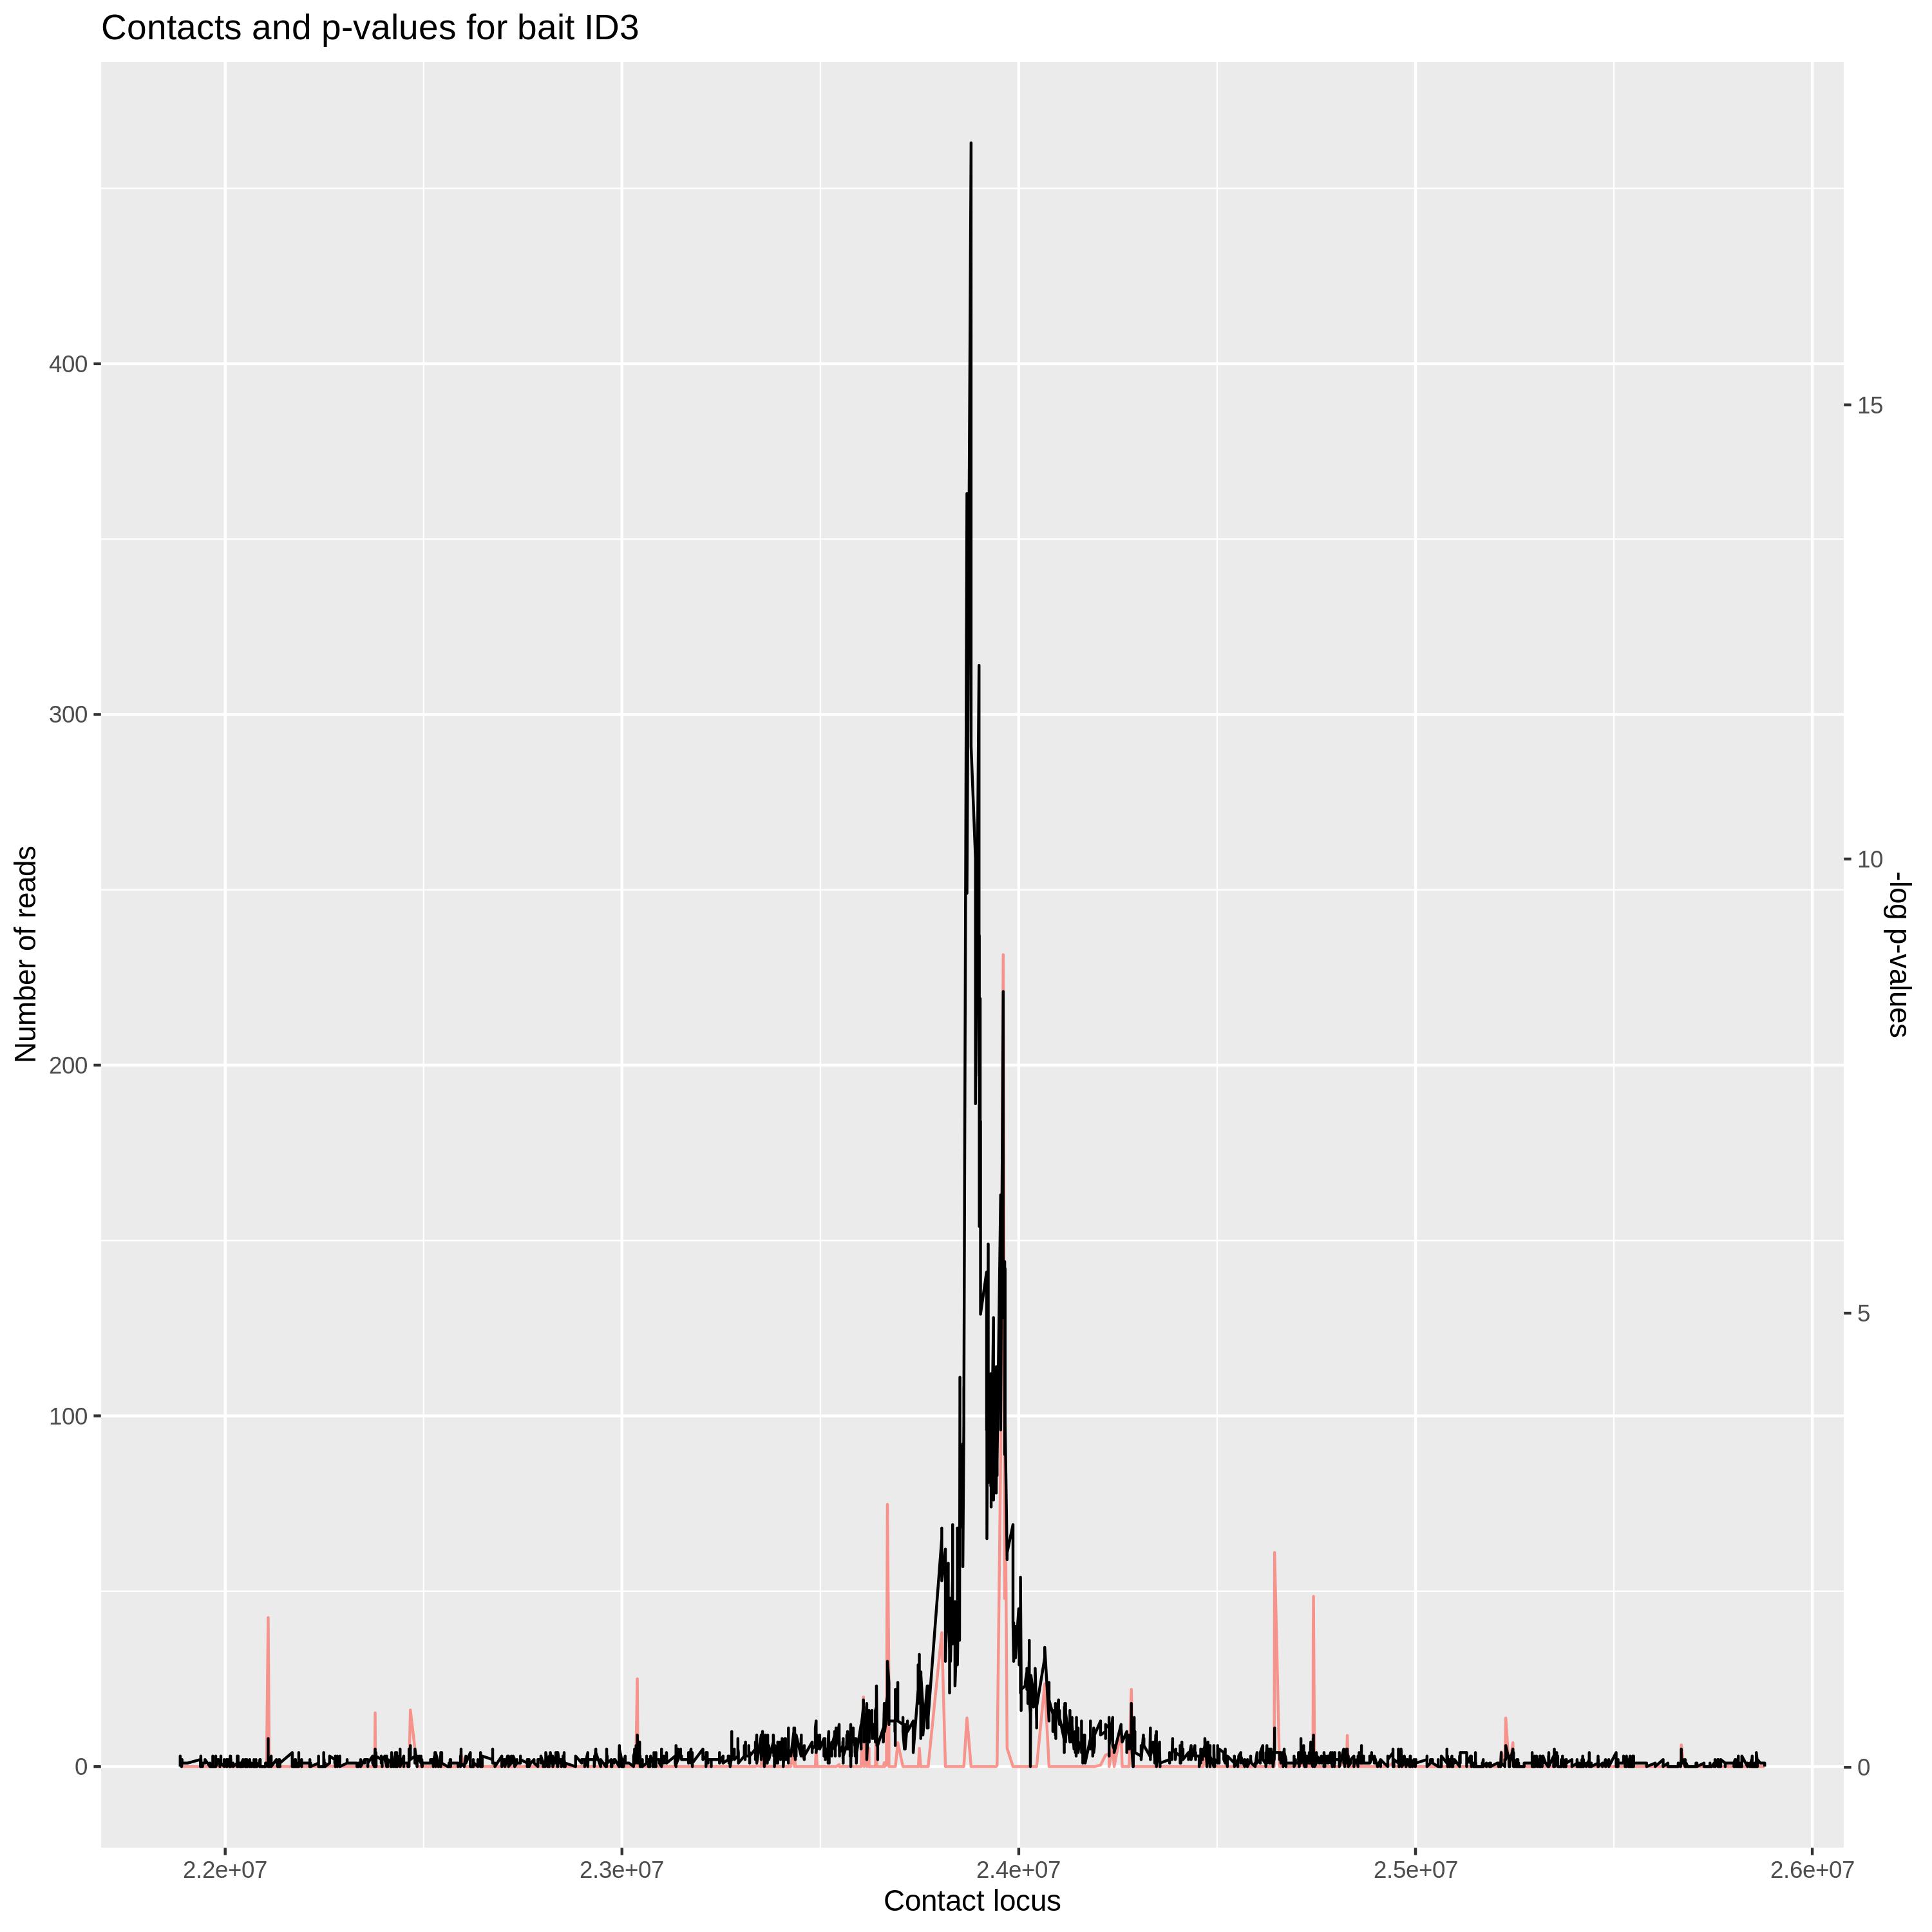 Contacts and p-values for bait ID3
Number of reads
400
300
200
100
0
15
10
5
0
-log p-values
2.2e+07
2.3e+07
2.4e+07
2.5e+07
2.6e+07
Contact locus